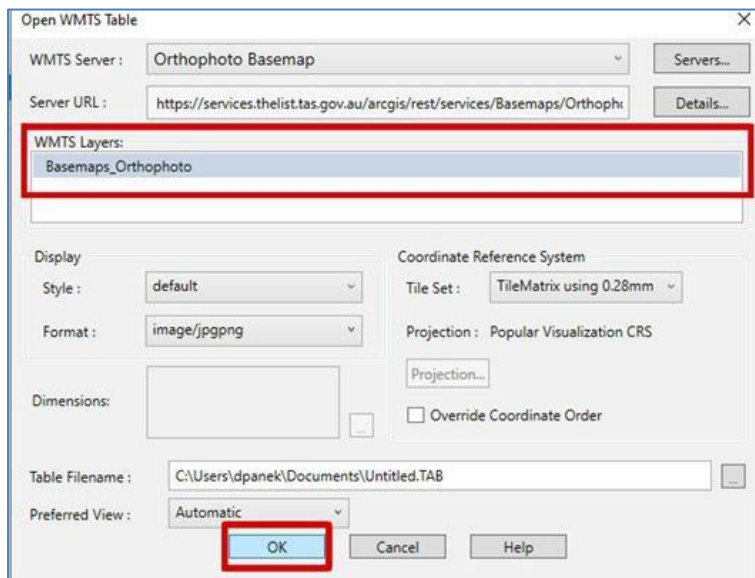 Open WMTS Table
WMTS Server : Orthophoto Basemap Servers...
Server URL : https://services.thelist.tas.gov.au/arcgis/rest/services/Basemaps/Orthopho Details...
WMTS Layers:
Basemaps_Orthophoto
Display
Style : default
Format : image/jpgpng
Coordinate Reference System
Tile Set : TileMatrix using 0.28mm
Projection : Popular Visualization CRS
Projection...
Override Coordinate Order
Dimensions:
...
Table Filename : C:\Users\dpanek\Documents\Untitled.TAB ...
Preferred View : Automatic
OK Cancel Help